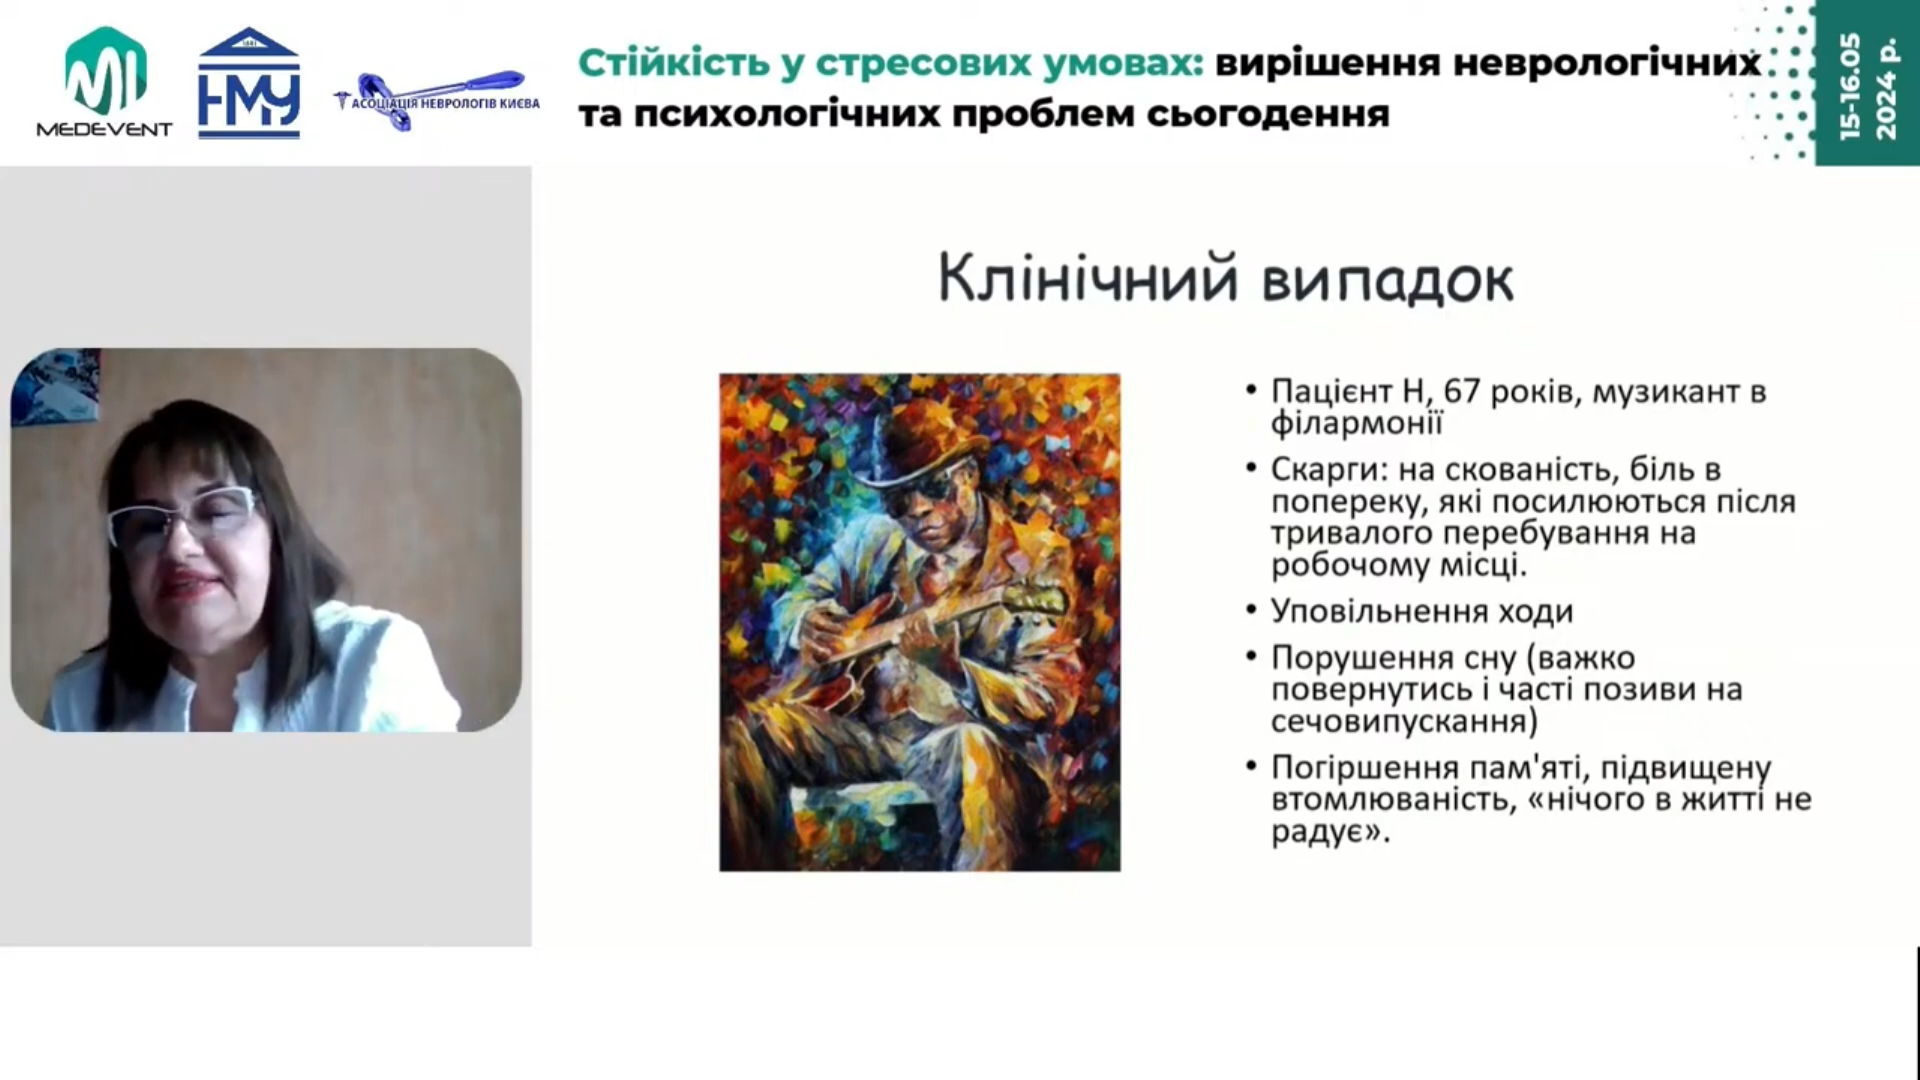 MEDEVENT
1841
НМУ
АСОЦІАЦІЯ НЕВРОЛОГІВ КИЄВА
Стійкість у стресових умовах: вирішення неврологічних
та психологічних проблем сьогодення
15-16.05
2024 р.
Клінічний випадок
• Пацієнт Н, 67 років, музикант в
філармонії
• Скарги: на скованість, біль в
попереку, які посилюються після
тривалого перебування на
робочому місці.
• Уповільнення ходи
• Порушення сну (важко
повернутись і часті позиви на
сечовипускання)
• Погіршення пам'яті, підвищену
втомлюваність, «нічого в житті не
радує».